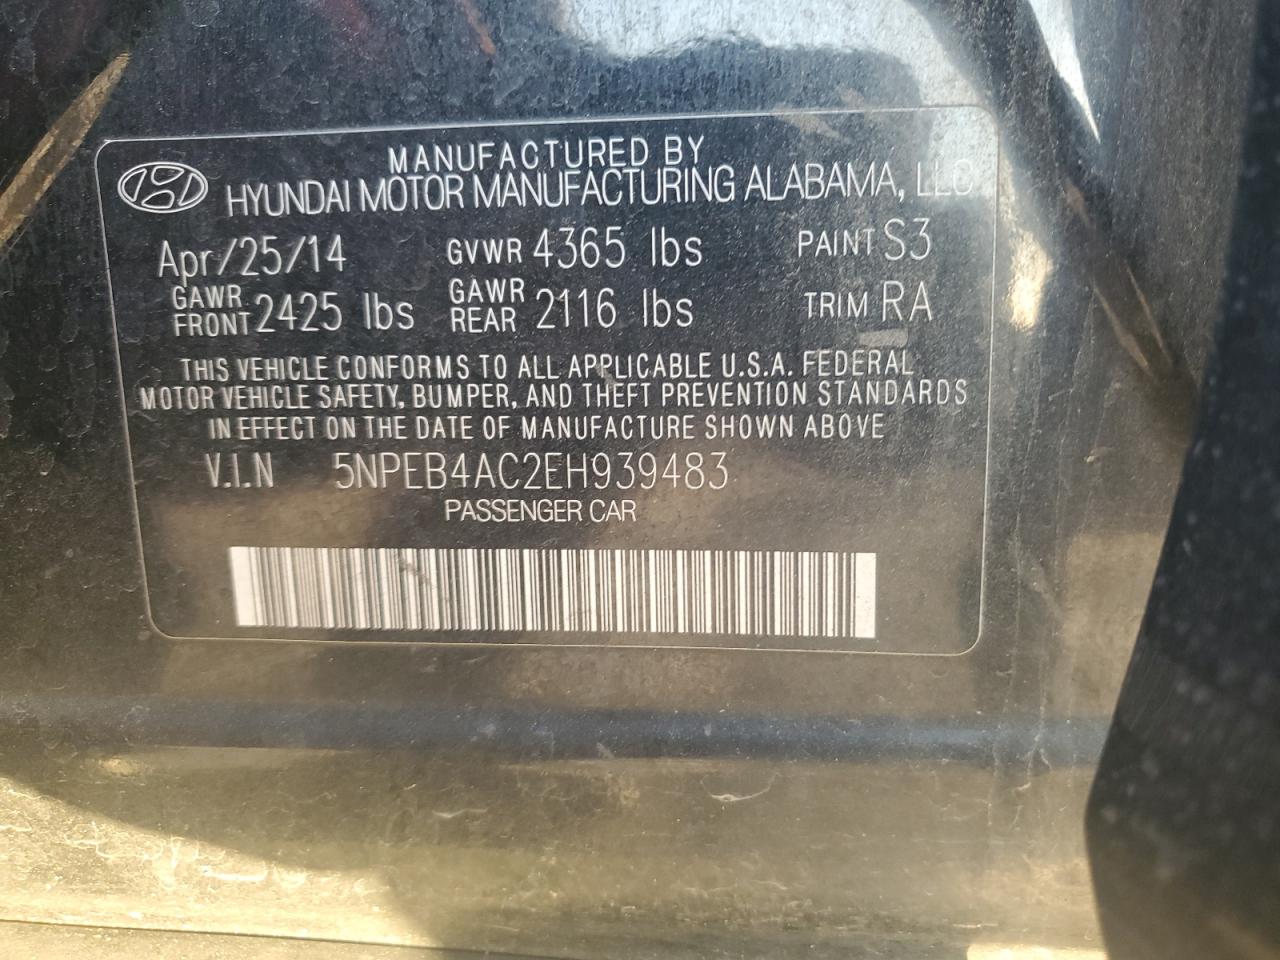 MANUFACTURED BY
HYUNDAI MOTOR MANUFACTURING ALABAMA, LLC
Apr/25/14 GVWR 4365 lbs PAINT S3
GAWR FRONT 2425 lbs GAWR REAR 2116 lbs TRIM RA
THIS VEHICLE CONFORMS TO ALL APPLICABLE U.S.A. FEDERAL
MOTOR VEHICLE SAFETY, BUMPER, AND THEFT PREVENTION STANDARDS
IN EFFECT ON THE DATE OF MANUFACTURE SHOWN ABOVE
V.I.N 5NPEB4AC2EH939483
PASSENGER CAR